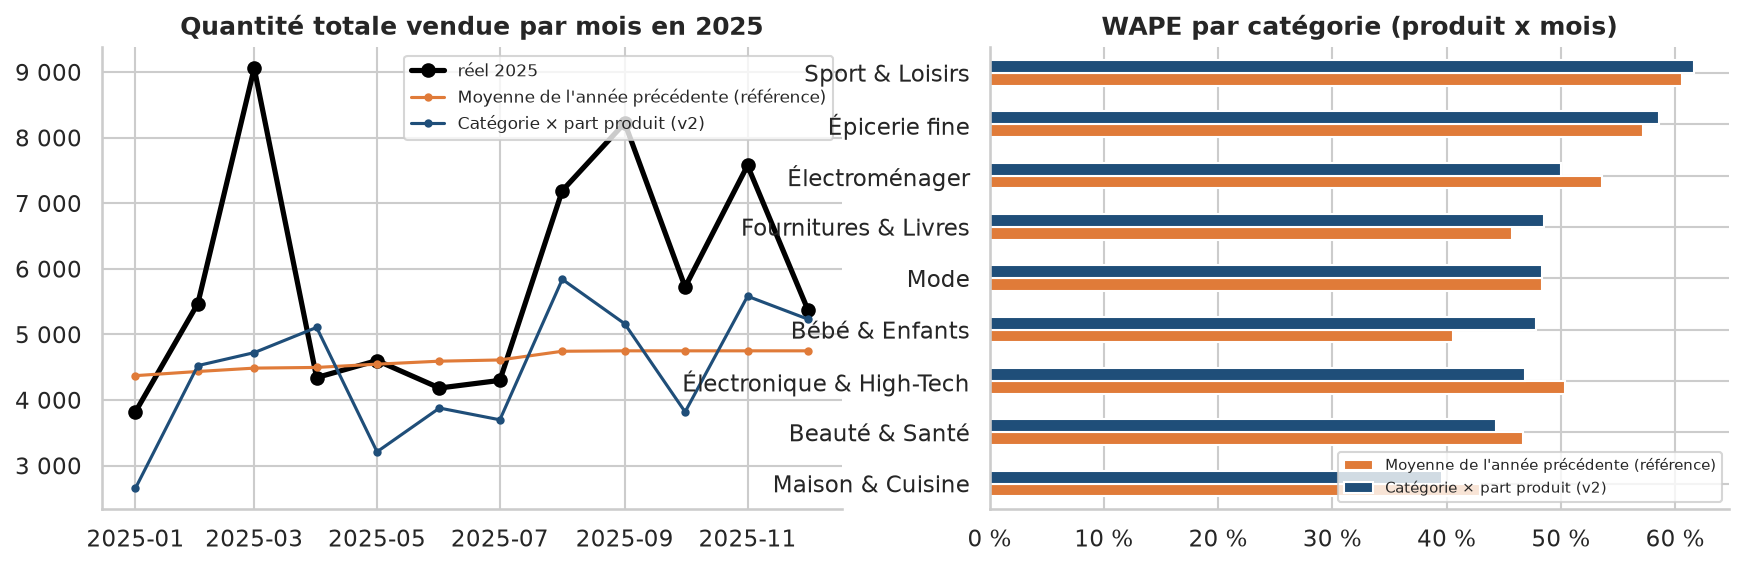 Quantité totale vendue par mois en 2025
9 000
8 000
7 000
6 000
5 000
4 000
3 000
réel 2025
Moyenne de l'année précédente (référence)
Catégorie × part produit (v2)
2025-01
2025-03
2025-05
2025-07
2025-09
2025-11
WAPE par catégorie (produit x mois)
Sport & Loisirs
Épicerie fine
Électroménager
Fournitures & Livres
Mode
Bébé & Enfants
Électronique & High-Tech
Beauté & Santé
Maison & Cuisine
Moyenne de l'année précédente (référence)
Catégorie × part produit (v2)
0 %
10 %
20 %
30 %
40 %
50 %
60 %